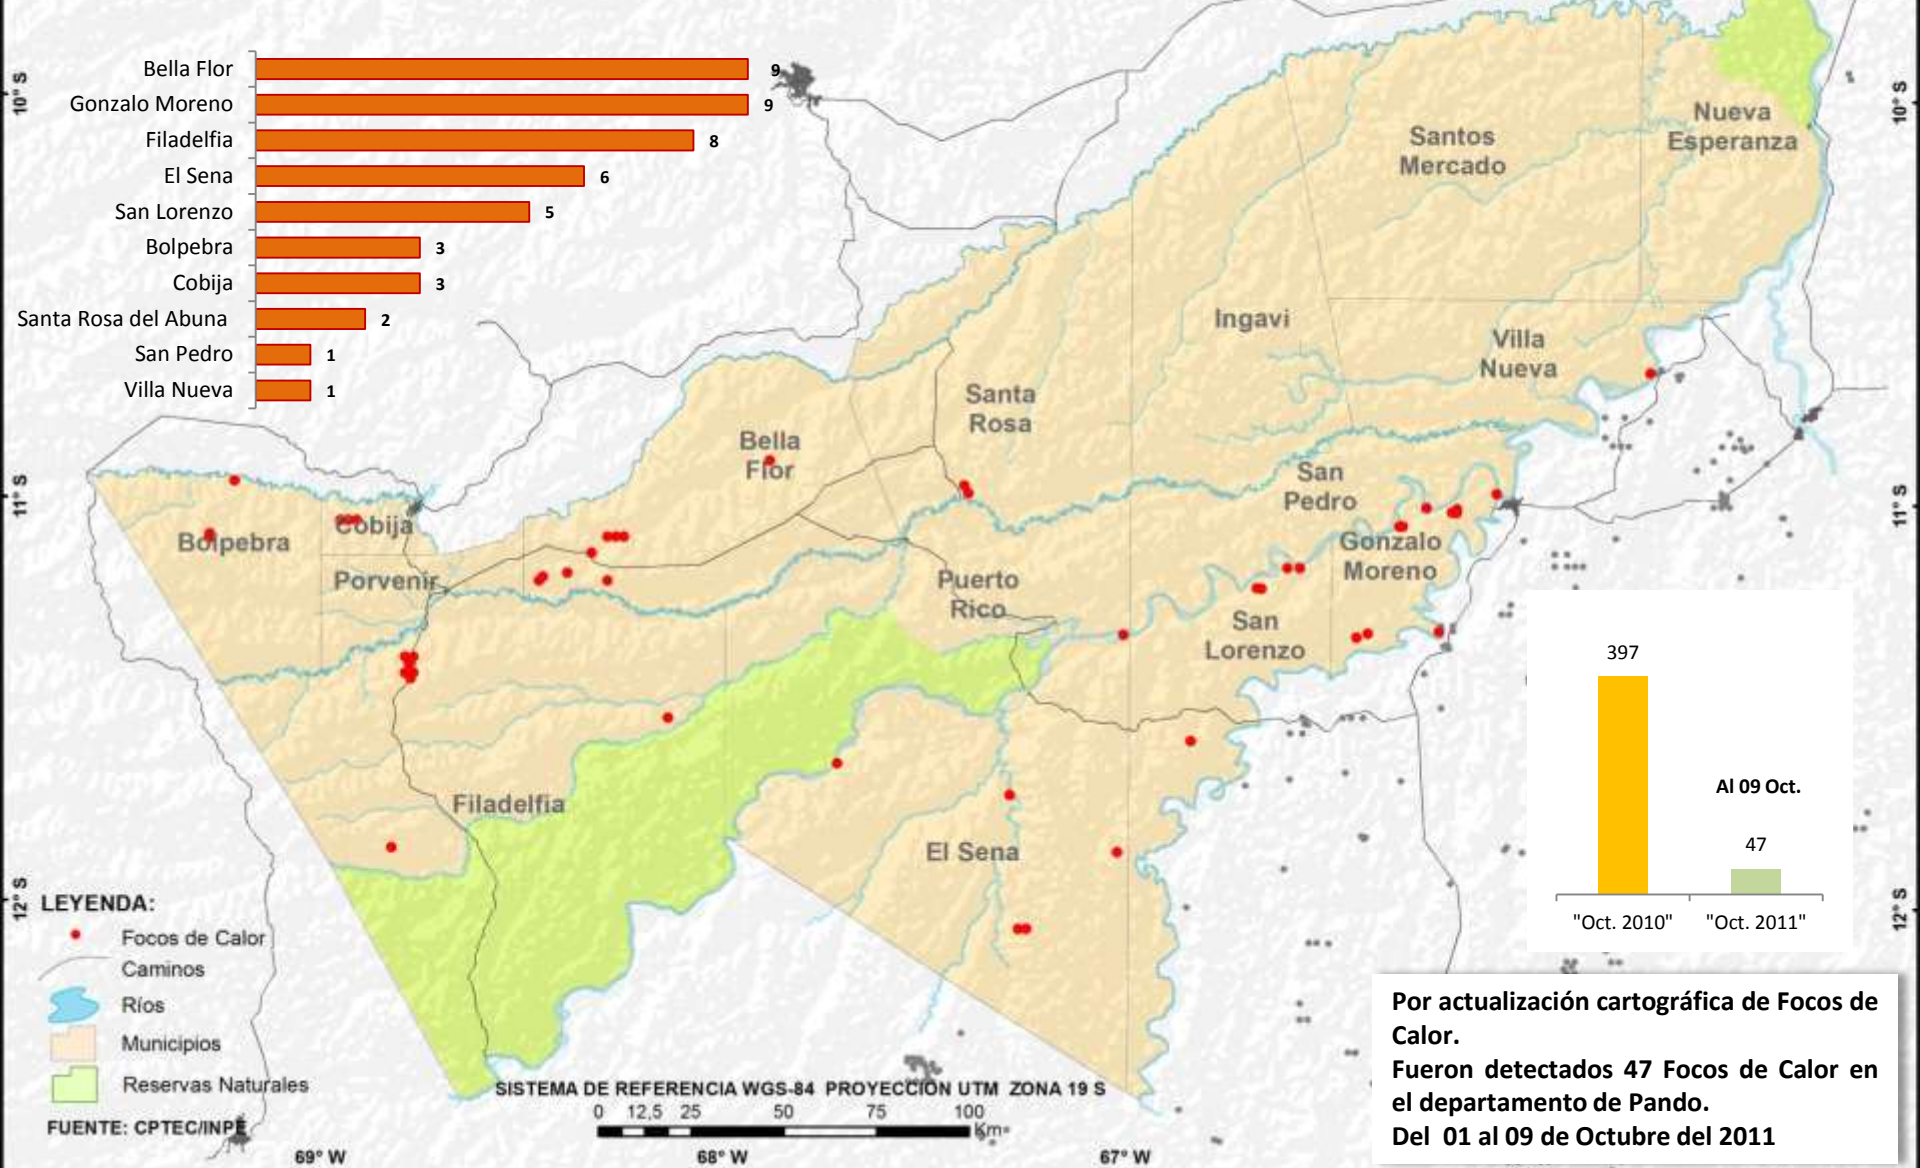 Bella Flor 9
Gonzalo Moreno 9
Filadelfia 8
El Sena 6
San Lorenzo 5
Bolpebra 3
Cobija 3
Santa Rosa del Abuna 2
San Pedro 1
Villa Nueva 1
10° S
11° S
12° S
10° S
11° S
12° S
Nueva
Esperanza
Santos
Mercado
Ingavi
Villa
Nueva
Santa
Rosa
Bella
Flor
San
Pedro
Cobija
Bolpebra
Porvenir
Gonzalo
Moreno
Puerto
Rico
San
Lorenzo
Filadelfia
El Sena
397
Al 09 Oct.
47
"Oct. 2010" "Oct. 2011"
LEYENDA:
Focos de Calor
Caminos
Ríos
Municipios
Reservas Naturales
FUENTE: CPTEC/INPE
SISTEMA DE REFERENCIA WGS-84 PROYECCIÓN UTM ZONA 19 S
0 12,5 25 50 75 100
Km
69° W 68° W 67° W
Por actualización cartográfica de Focos de
Calor.
Fueron detectados 47 Focos de Calor en
el departamento de Pando.
Del 01 al 09 de Octubre del 2011